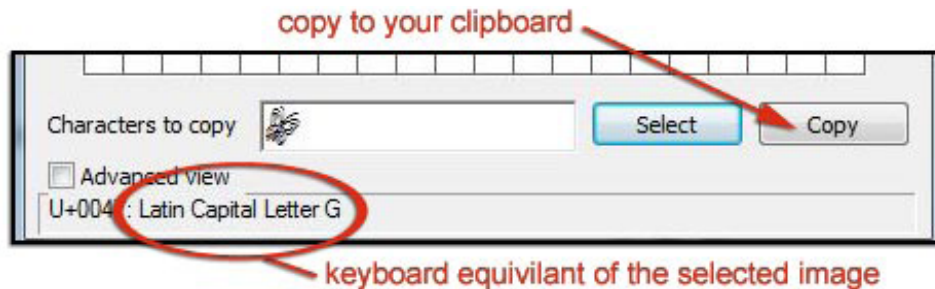 copy to your clipboard
Characters to copy Select Copy
Advanced view
U+004 : Latin Capital Letter G
keyboard equivilant of the selected image